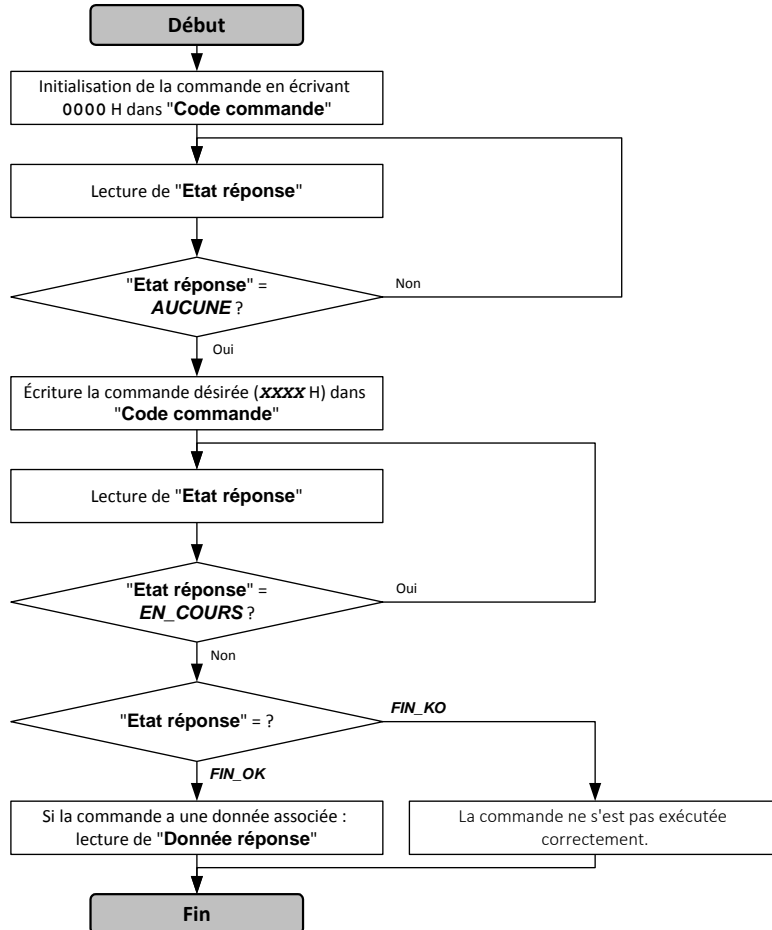 Début
Initialisation de la commande en écrivant
0000 H dans "Code commande"
Lecture de "Etat réponse"
"Etat réponse" =
AUCUNE ?
Non
Oui
Écriture la commande désirée (XXXX H) dans
"Code commande"
Lecture de "Etat réponse"
"Etat réponse" =
EN_COURS ?
Oui
Non
"Etat réponse" = ?
FIN_KO
FIN_OK
Si la commande a une donnée associée :
lecture de "Donnée réponse"
La commande ne s'est pas exécutée
correctement.
Fin